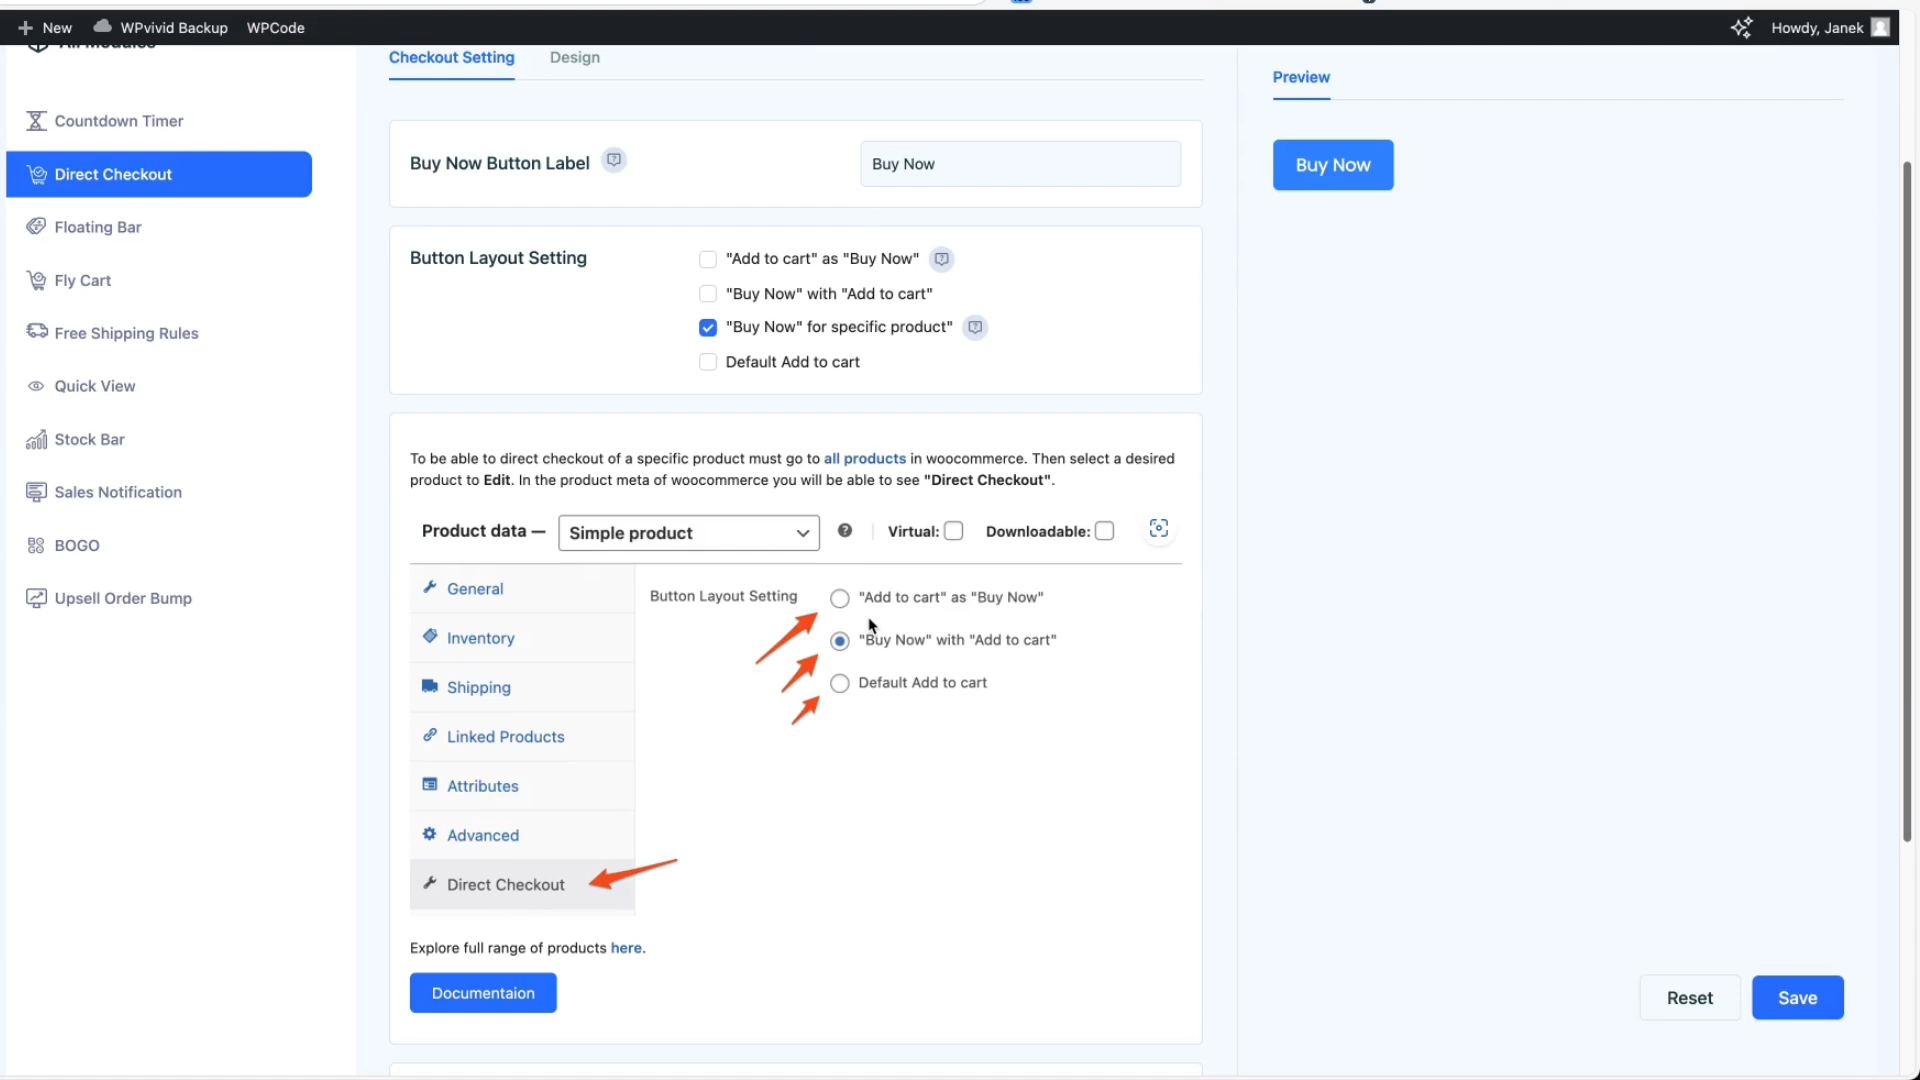 New WPvivid Backup WPCode Howdy, Janek
All Modules
Countdown Timer
Direct Checkout
Floating Bar
Fly Cart
Free Shipping Rules
Quick View
Stock Bar
Sales Notification
BOGO
Upsell Order Bump
Checkout Setting Design
Buy Now Button Label Buy Now
Button Layout Setting
"Add to cart" as "Buy Now"
"Buy Now" with "Add to cart"
"Buy Now" for specific product"
Default Add to cart
To be able to direct checkout of a specific product must go to all products in woocommerce. Then select a desired
product to Edit. In the product meta of woocommerce you will be able to see "Direct Checkout".
Product data — Simple product Virtual: Downloadable:
General
Inventory
Shipping
Linked Products
Attributes
Advanced
Direct Checkout
Button Layout Setting
"Add to cart" as "Buy Now"
"Buy Now" with "Add to cart"
Default Add to cart
Explore full range of products here.
Documentaion
Preview
Buy Now
Reset Save